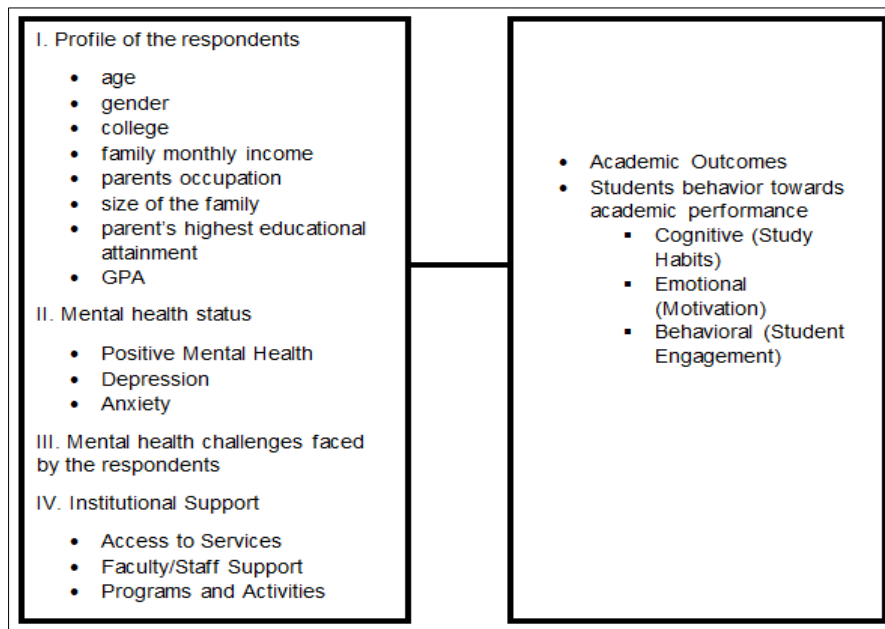 I. Profile of the respondents
• age
• gender
• college
• family monthly income
• parents occupation
• size of the family
• parent's highest educational
attainment
• GPA
II. Mental health status
• Positive Mental Health
• Depression
• Anxiety
III. Mental health challenges faced
by the respondents
IV. Institutional Support
• Access to Services
• Faculty/Staff Support
• Programs and Activities
• Academic Outcomes
• Students behavior towards
academic performance
▪ Cognitive (Study
Habits)
▪ Emotional
(Motivation)
▪ Behavioral (Student
Engagement)